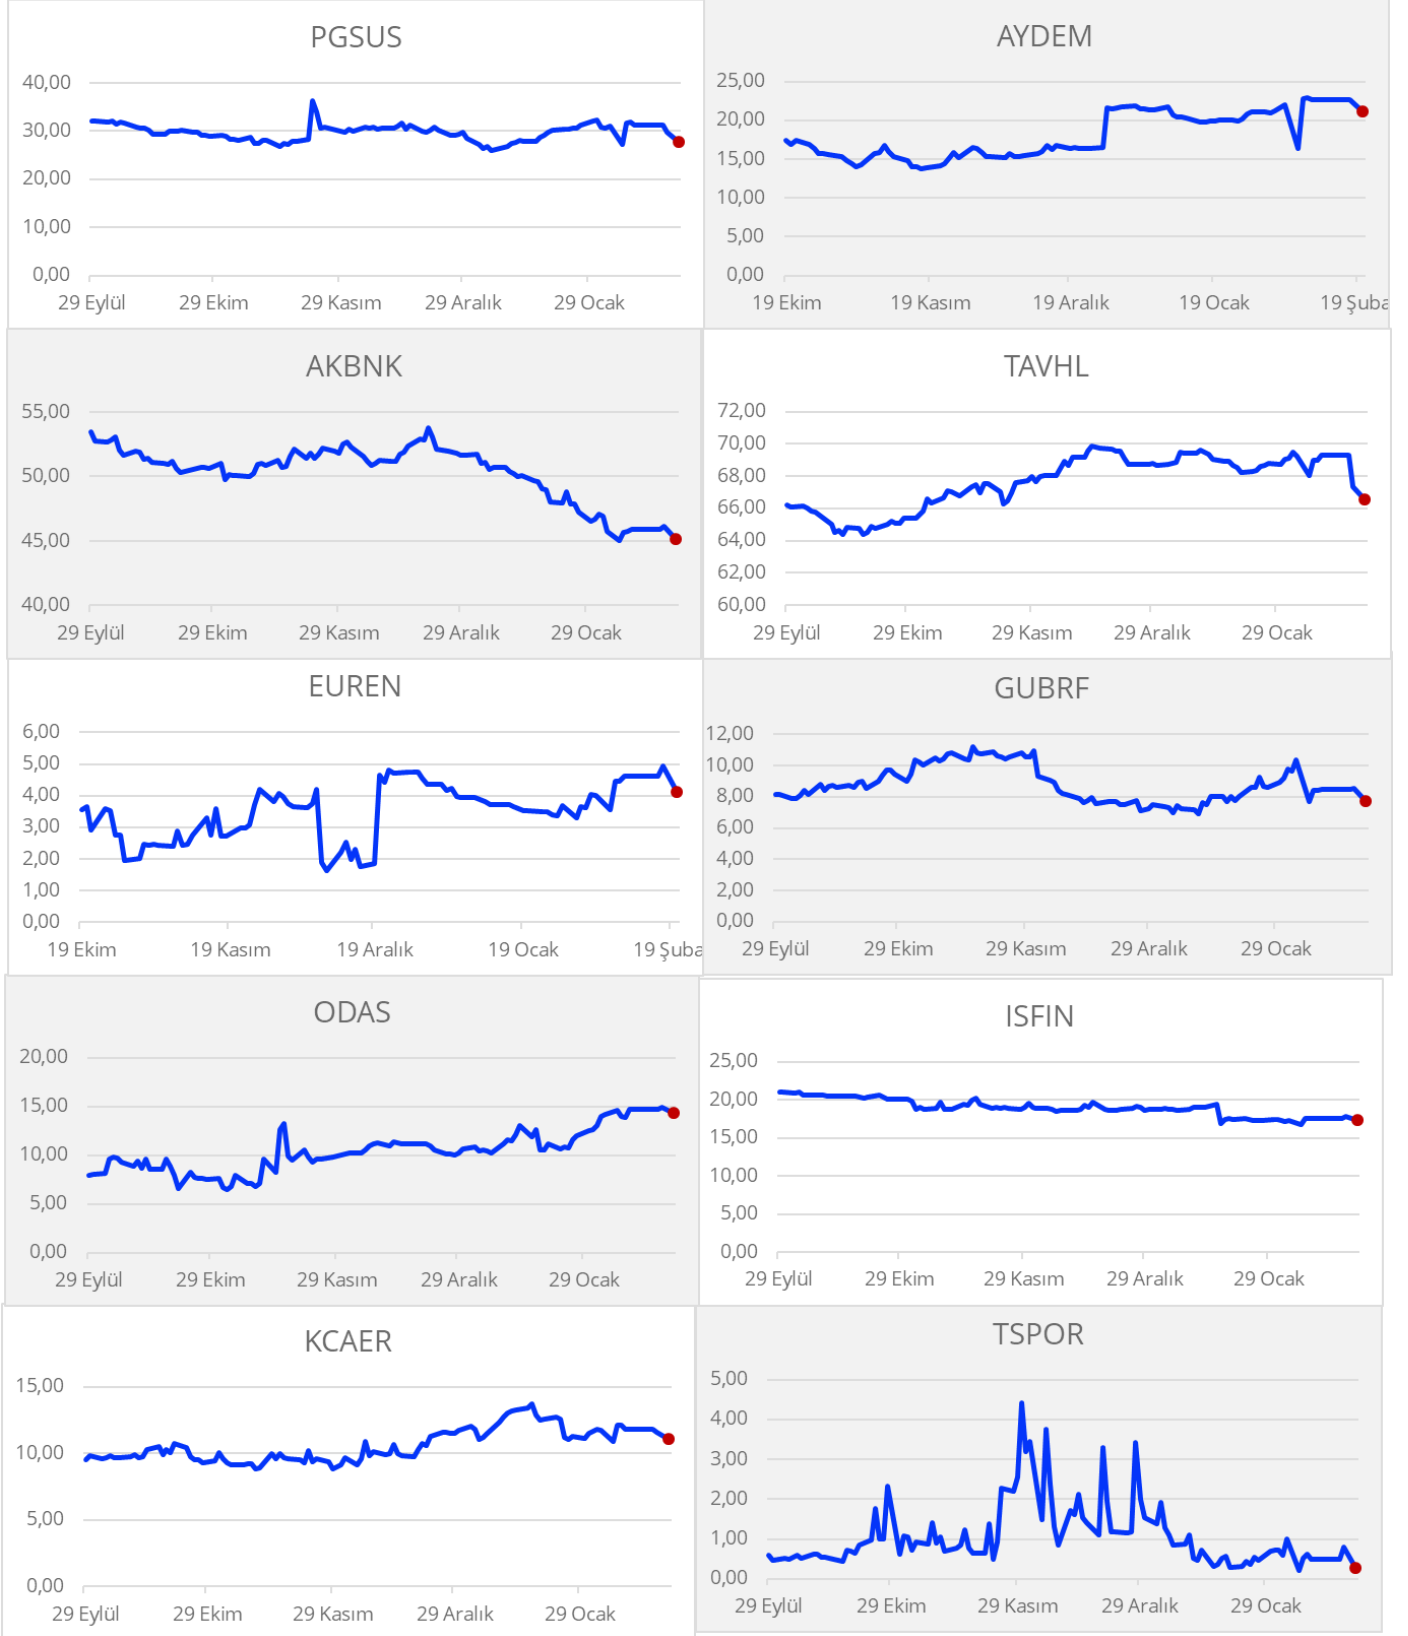 PGSUS
40,00
30,00
20,00
10,00
0,00
29 Eylül 29 Ekim 29 Kasım 29 Aralık 29 Ocak
AYDEM
25,00
20,00
15,00
10,00
5,00
0,00
19 Ekim 19 Kasım 19 Aralık 19 Ocak 19 Şuba
AKBNK
55,00
50,00
45,00
40,00
29 Eylül 29 Ekim 29 Kasım 29 Aralık 29 Ocak
TAVHL
72,00
70,00
68,00
66,00
64,00
62,00
60,00
29 Eylül 29 Ekim 29 Kasım 29 Aralık 29 Ocak
EUREN
6,00
5,00
4,00
3,00
2,00
1,00
0,00
19 Ekim 19 Kasım 19 Aralık 19 Ocak 19 Şuba
GUBRF
12,00
10,00
8,00
6,00
4,00
2,00
0,00
29 Eylül 29 Ekim 29 Kasım 29 Aralık 29 Ocak
ODAS
20,00
15,00
10,00
5,00
0,00
29 Eylül 29 Ekim 29 Kasım 29 Aralık 29 Ocak
ISFIN
25,00
20,00
15,00
10,00
5,00
0,00
29 Eylül 29 Ekim 29 Kasım 29 Aralık 29 Ocak
KCAER
15,00
10,00
5,00
0,00
29 Eylül 29 Ekim 29 Kasım 29 Aralık 29 Ocak
TSPOR
5,00
4,00
3,00
2,00
1,00
0,00
29 Eylül 29 Ekim 29 Kasım 29 Aralık 29 Ocak